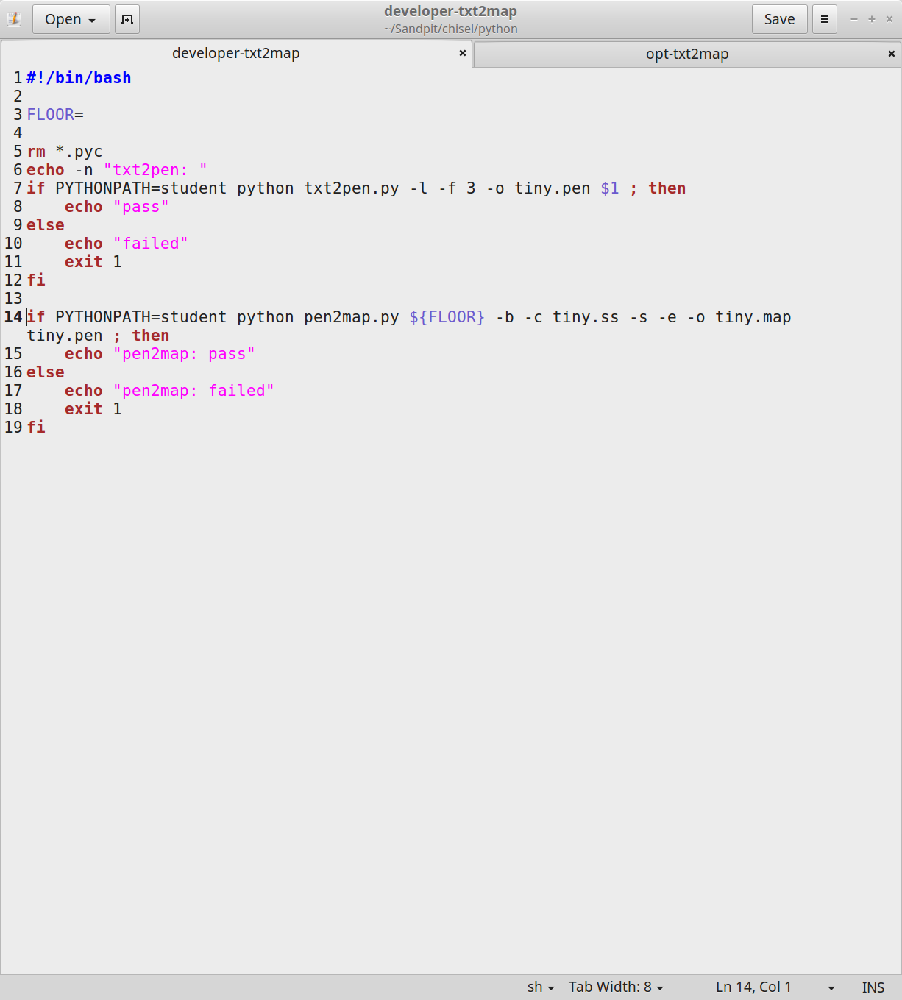 Open
developer-txt2map
~/Sandpit/chisel/python
Save
developer-txt2map ×
opt-txt2map ×
1 #!/bin/bash
2
3 FLOOR=
4
5 rm *.pyc
6 echo -n "txt2pen: "
7 if PYTHONPATH=student python txt2pen.py -l -f 3 -o tiny.pen $1 ; then
8     echo "pass"
9 else
10     echo "failed"
11     exit 1
12 fi
13
14 if PYTHONPATH=student python pen2map.py ${FLOOR} -b -c tiny.ss -s -e -o tiny.map
tiny.pen ; then
15     echo "pen2map: pass"
16 else
17     echo "pen2map: failed"
18     exit 1
19 fi
sh Tab Width: 8 Ln 14, Col 1 INS